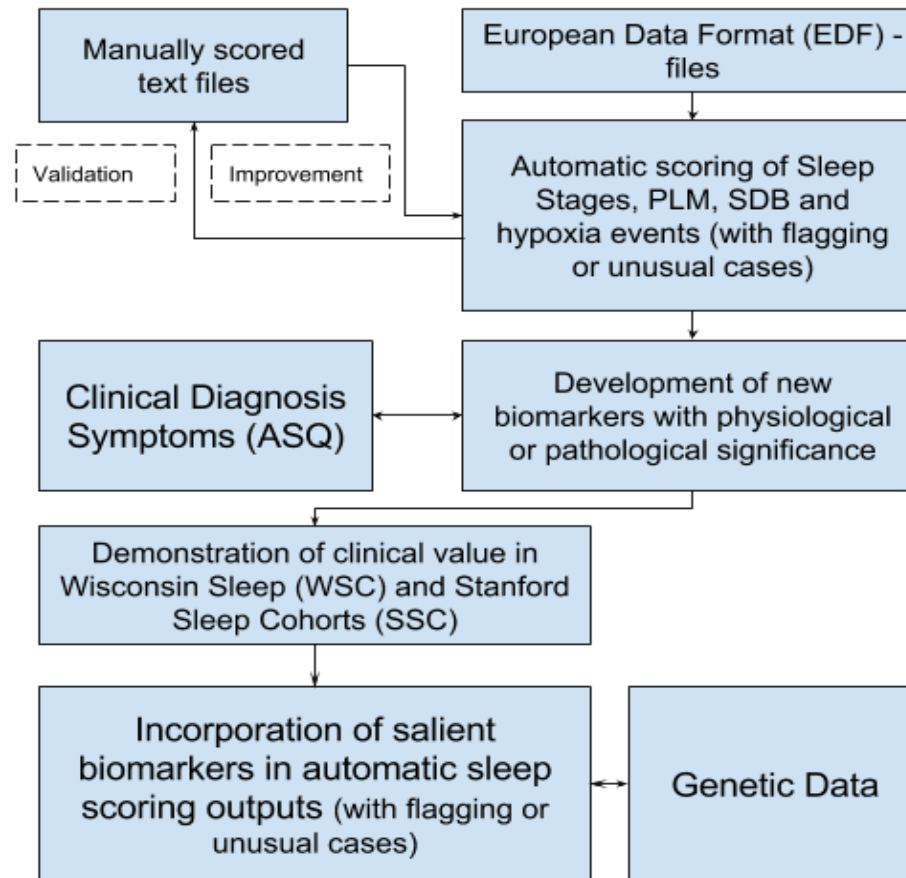 Manually scored
text files
European Data Format (EDF) -
files
Validation
Improvement
Automatic scoring of Sleep
Stages, PLM, SDB and
hypoxia events (with flagging
or unusual cases)
Clinical Diagnosis
Symptoms (ASQ)
Development of new
biomarkers with physiological
or pathological significance
Demonstration of clinical value in
Wisconsin Sleep (WSC) and Stanford
Sleep Cohorts (SSC)
Incorporation of salient
biomarkers in automatic sleep
scoring outputs (with flagging or
unusual cases)
Genetic Data